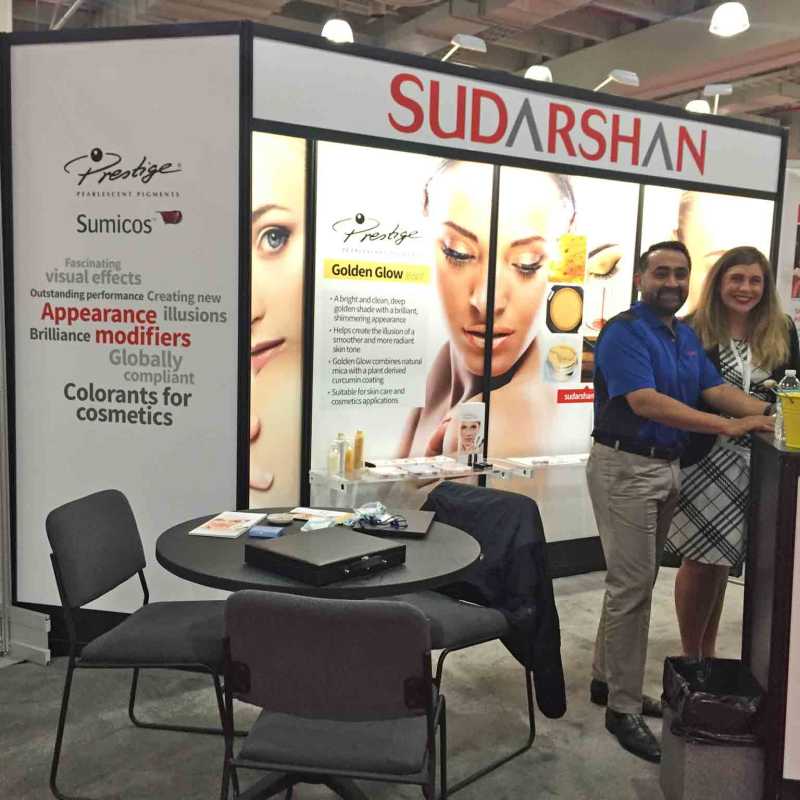 SUDARSHAN
Prestige®
PEARLESCENT PIGMENTS
Sumicos™
Fascinating
visual effects
Outstanding performance Creating new
Appearance illusions
Brilliance modifiers
Globally
compliant
Colorants for
cosmetics
Prestige
PEARLESCENT PIGMENTS
Golden Glow
• A bright and clean, deep
golden shade with a brilliant,
shimmering appearance
• Helps create the illusion of a
smoother and more radiant
skin tone
• Golden Glow combines natural
mica with a plant derived
curcumin coating
• Suitable for skin care and
cosmetics applications
sudarshan